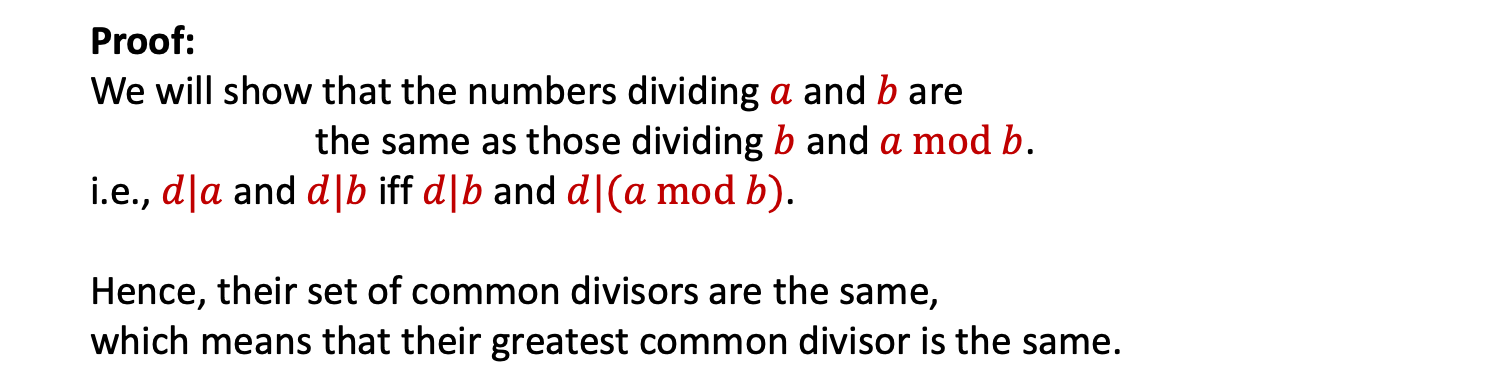 Proof:
We will show that the numbers dividing a and b are
the same as those dividing b and a mod b.
i.e., d|a and d|b iff d|b and d|(a mod b).
Hence, their set of common divisors are the same,
which means that their greatest common divisor is the same.